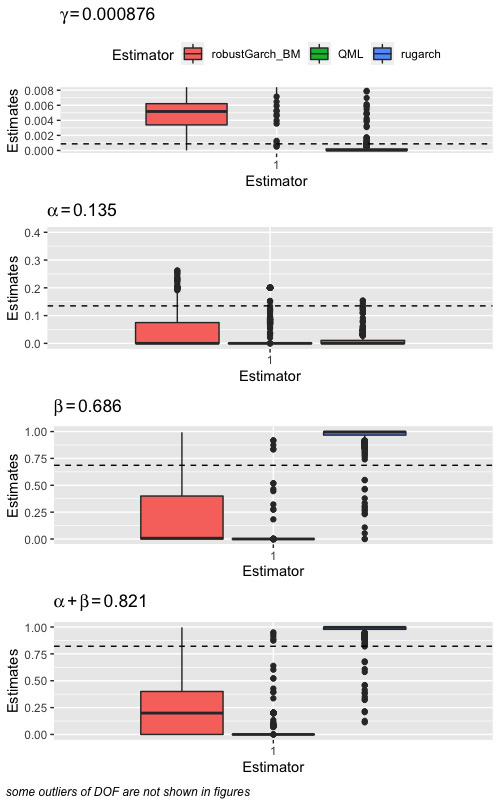 γ = 0.000876
Estimator robustGarch_BM QML rugarch
Estimates
0.008
0.006
0.004
0.002
0.000
1
Estimator
α = 0.135
Estimates
0.4
0.3
0.2
0.1
0.0
1
Estimator
β = 0.686
Estimates
1.00
0.75
0.50
0.25
0.00
1
Estimator
α + β = 0.821
Estimates
1.00
0.75
0.50
0.25
0.00
1
Estimator
some outliers of DOF are not shown in figures